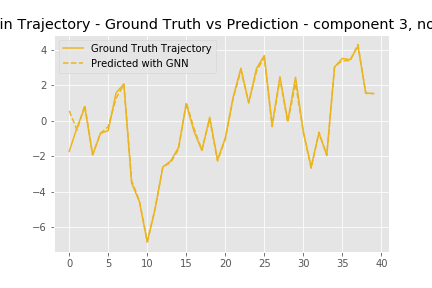 in Trajectory - Ground Truth vs Prediction - component 3, no
Ground Truth Trajectory
Predicted with GNN
4
2
0
−2
−4
−6
0 5 10 15 20 25 30 35 40